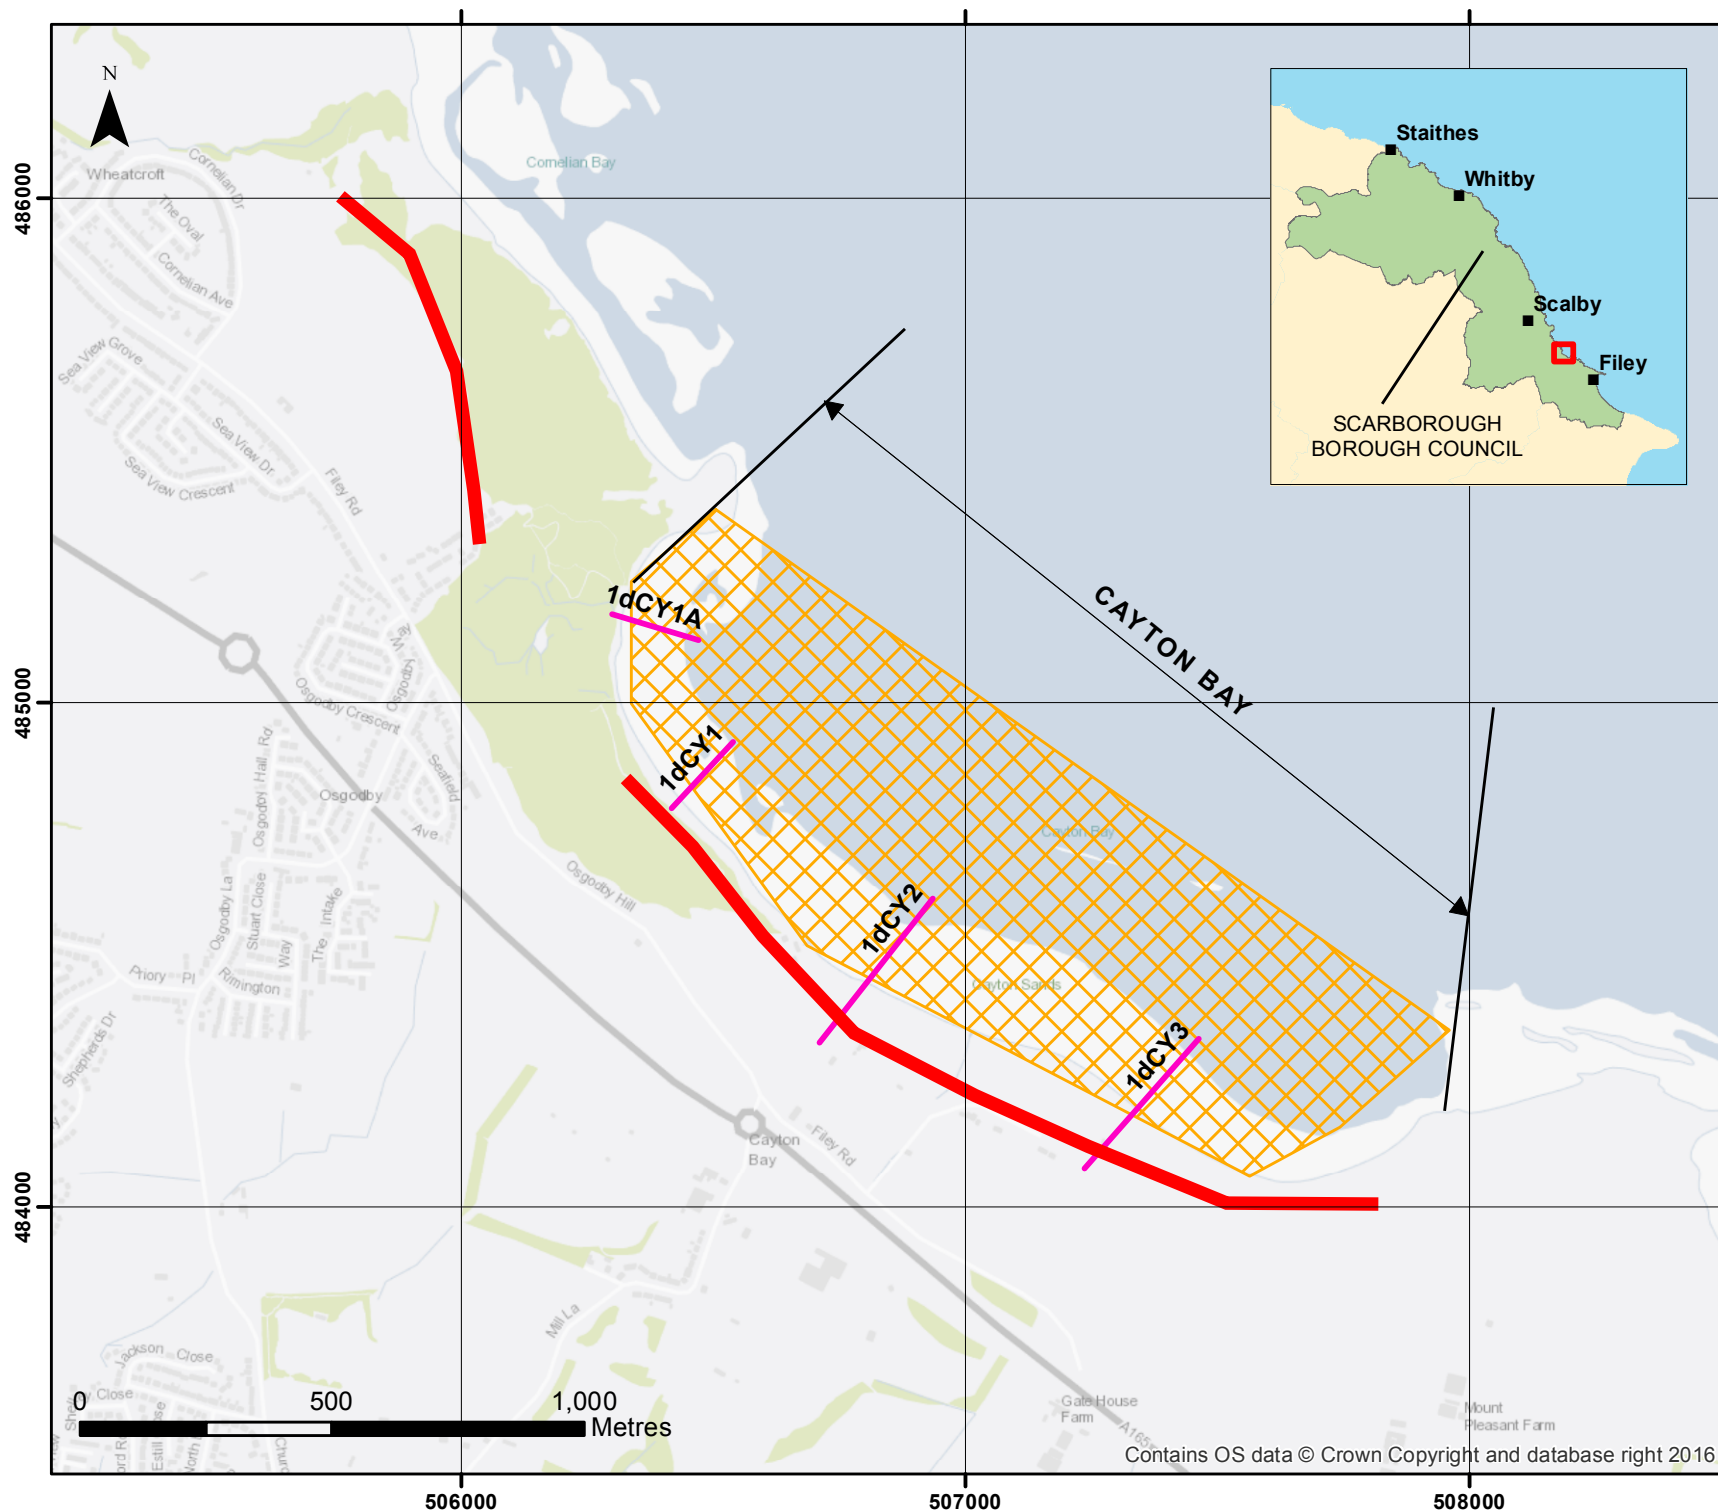 N
486000
485000
484000
506000
507000
508000
Staithes
Whitby
Scalby
Filey
SCARBOROUGH
BOROUGH COUNCIL
Cornelian Bay
Wheatcroft
Cornelian Dr
The Oval
Cornelian Ave
Sea View Grove
Sea View Dr
Sea View Crescent
Filey Rd
1dCY1A
CAYTON BAY
Osgodby Way
Osgodby Crescent
Osgodby Hall Rd
Seafield
Ave
Osgodby
1dCY1
Cayton Bay
1dCY2
Osgodby Hill
Osgodby La
Stuart Close
The Intake
Way
Rimington
Priory Pl
Shepherds Dr
Cayton Sands
1dCY3
Cayton
Bay
Filey Rd
Mill La
Jackson Close
Close
Gate House
Farm
A165
Mount
Pleasant Farm
0 500 1,000
Metres
Contains OS data © Crown Copyright and database right 2016